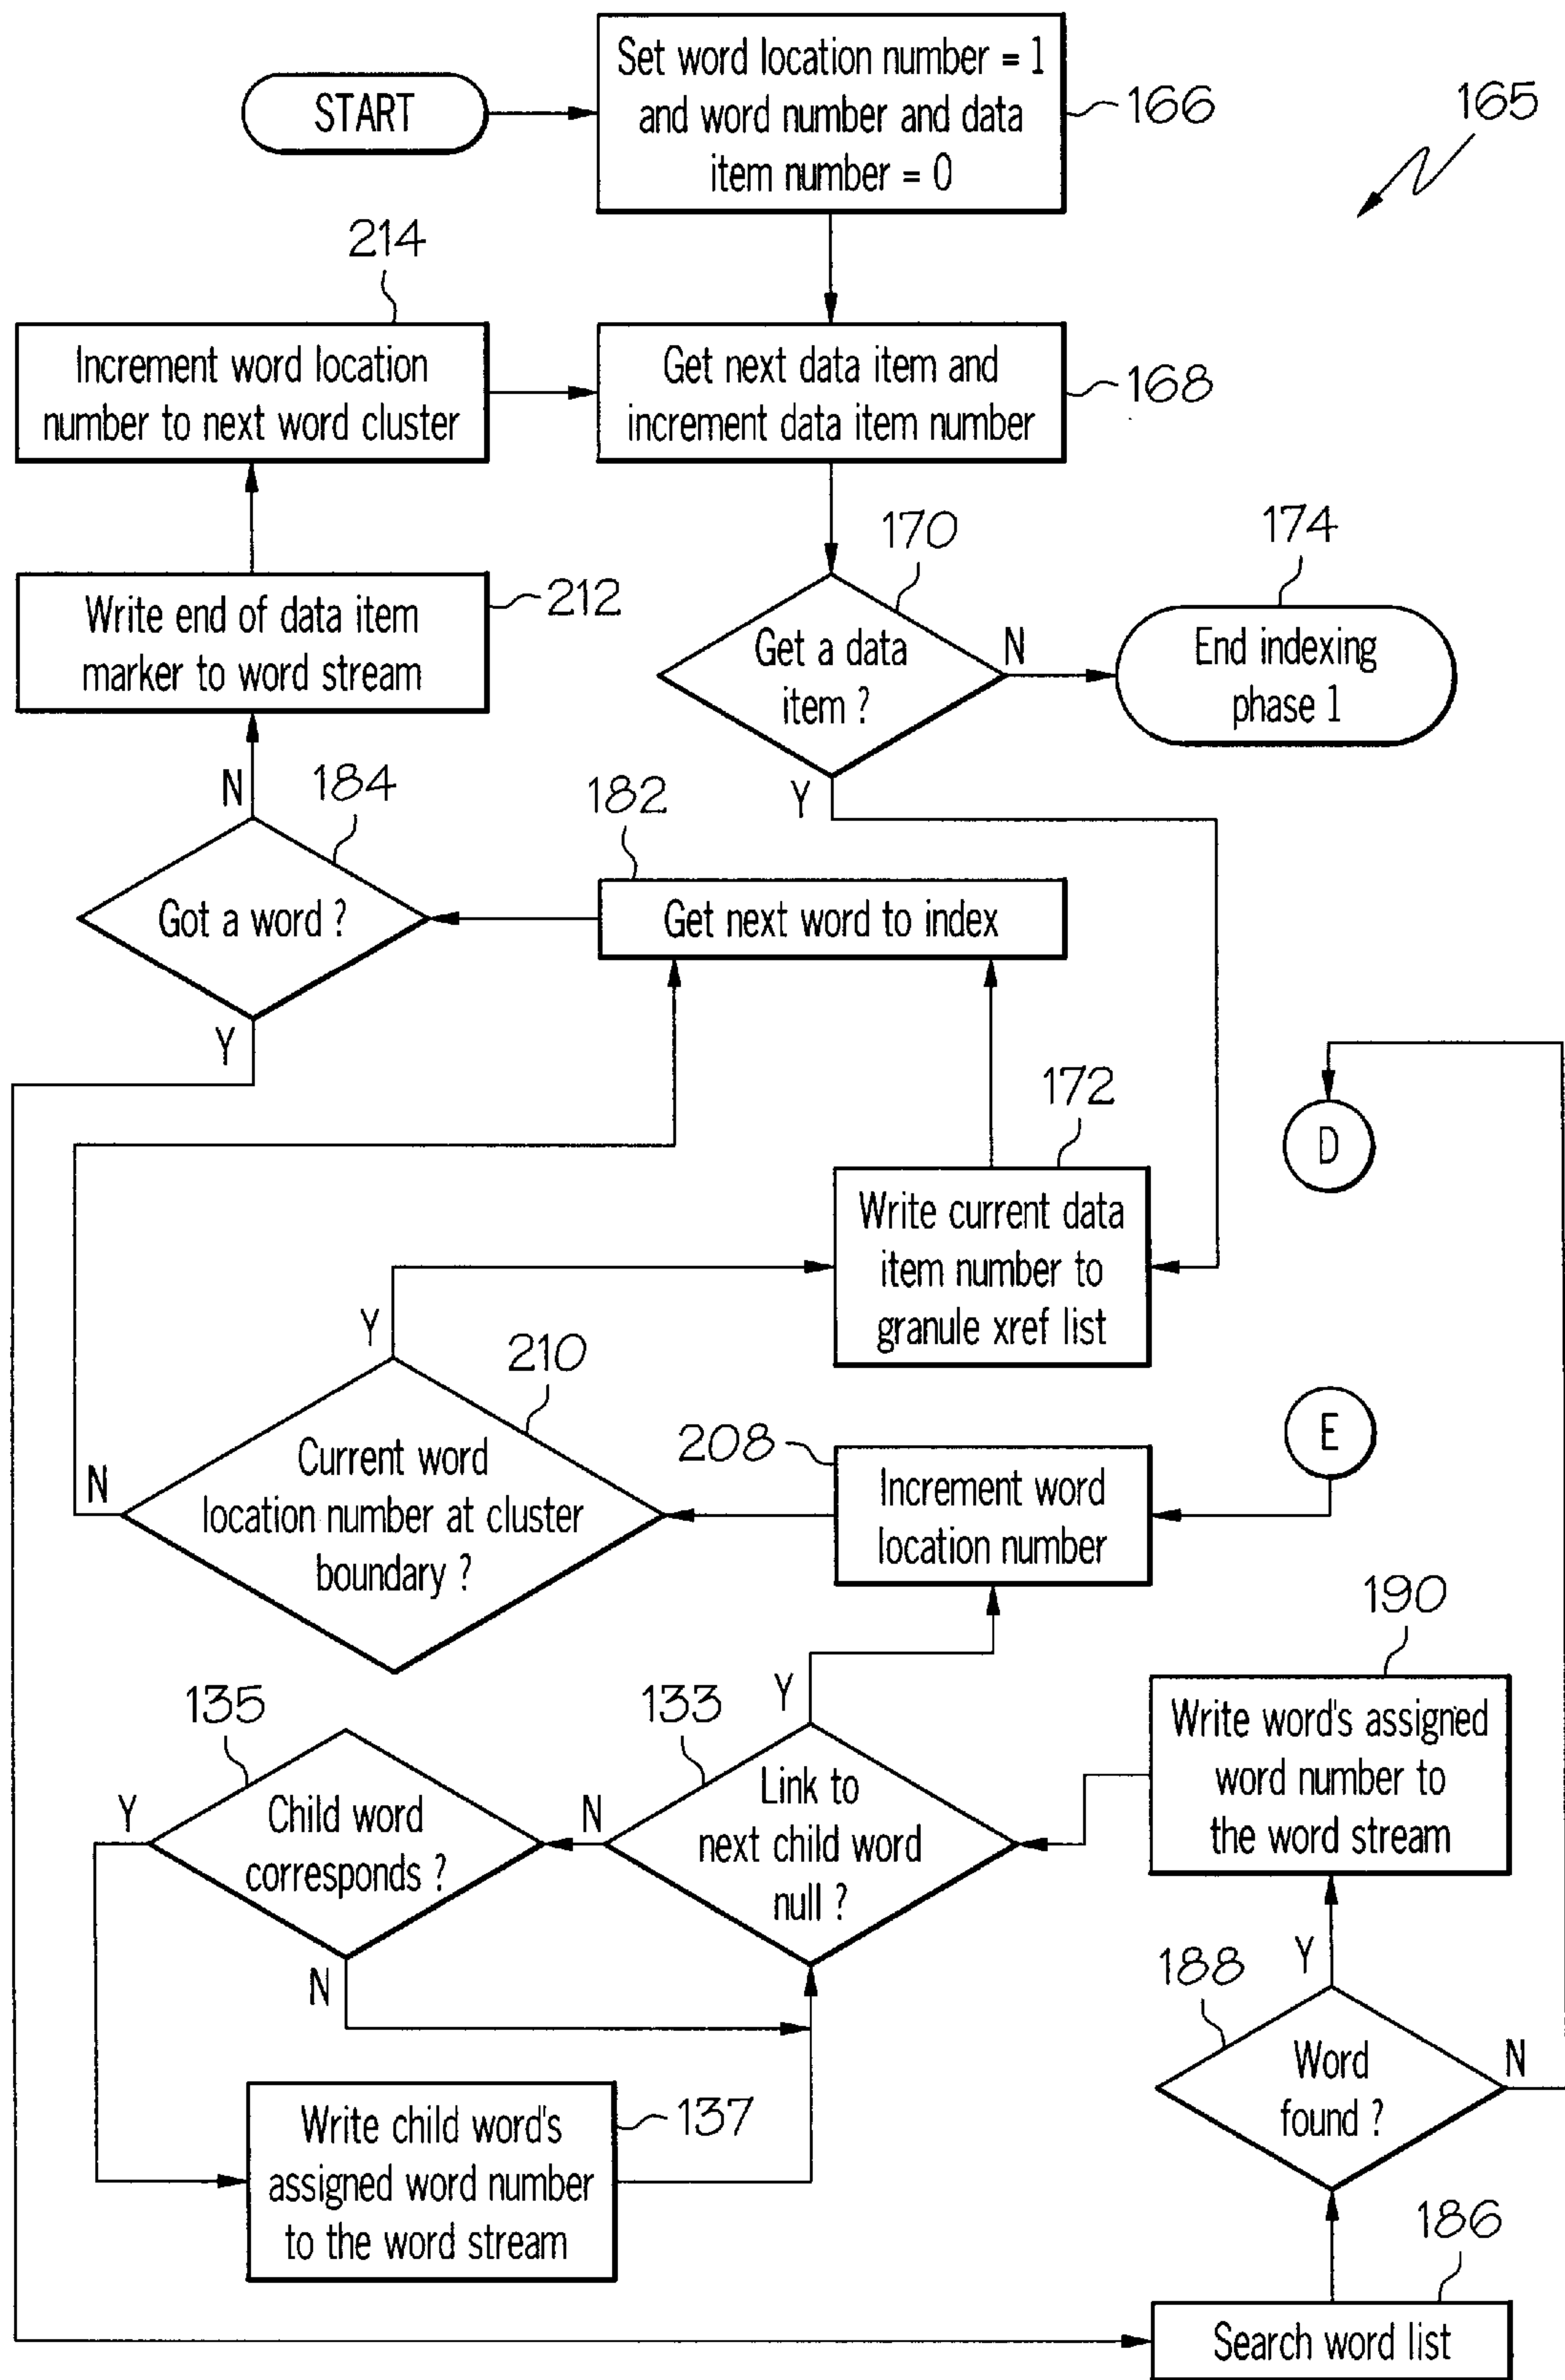 START
Set word location number = 1
and word number and data
item number = 0
166
165
214
Increment word location
number to next word cluster
Get next data item and
increment data item number
168
170
174
Write end of data item
marker to word stream
212
Get a data
item ?
N
End indexing
phase 1
Y
N
184
182
Got a word ?
Get next word to index
Y
172
D
Write current data
item number to
granule xref list
Y
210
208
E
Current word
location number at cluster
boundary ?
N
Increment word
location number
190
135
133
Y
Write word's assigned
word number to
the word stream
Y
Child word
corresponds ?
N
Link to
next child word
null ?
N
188
Y
Word
found ?
N
Write child word's
assigned word number
to the word stream
137
186
Search word list